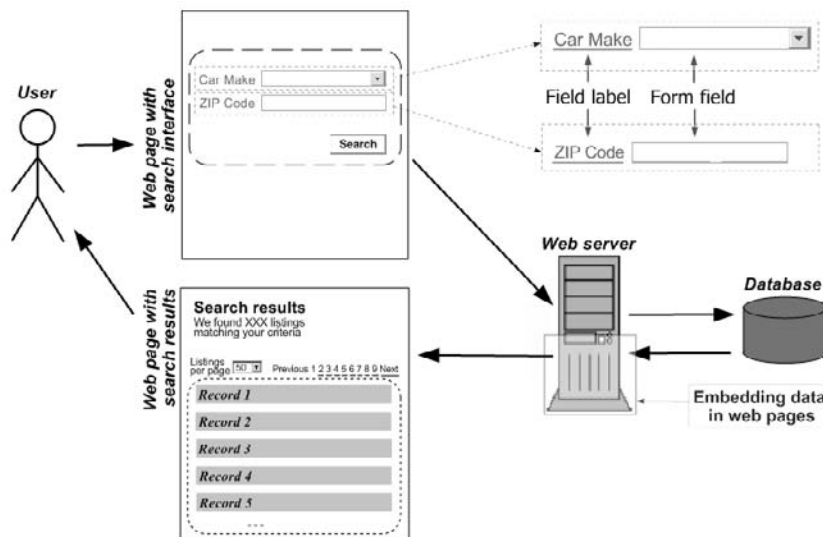 User
Web page with
search interface
Car Make
ZIP Code
Search
Car Make
Field label Form field
ZIP Code
Web server
Database
Embedding data
in web pages
Web page with
search results
Search results
We found XXX listings
matching your criteria
Listings
per page 50 Previous 1 2 3 4 5 6 7 8 9 Next
Record 1
Record 2
Record 3
Record 4
Record 5
---